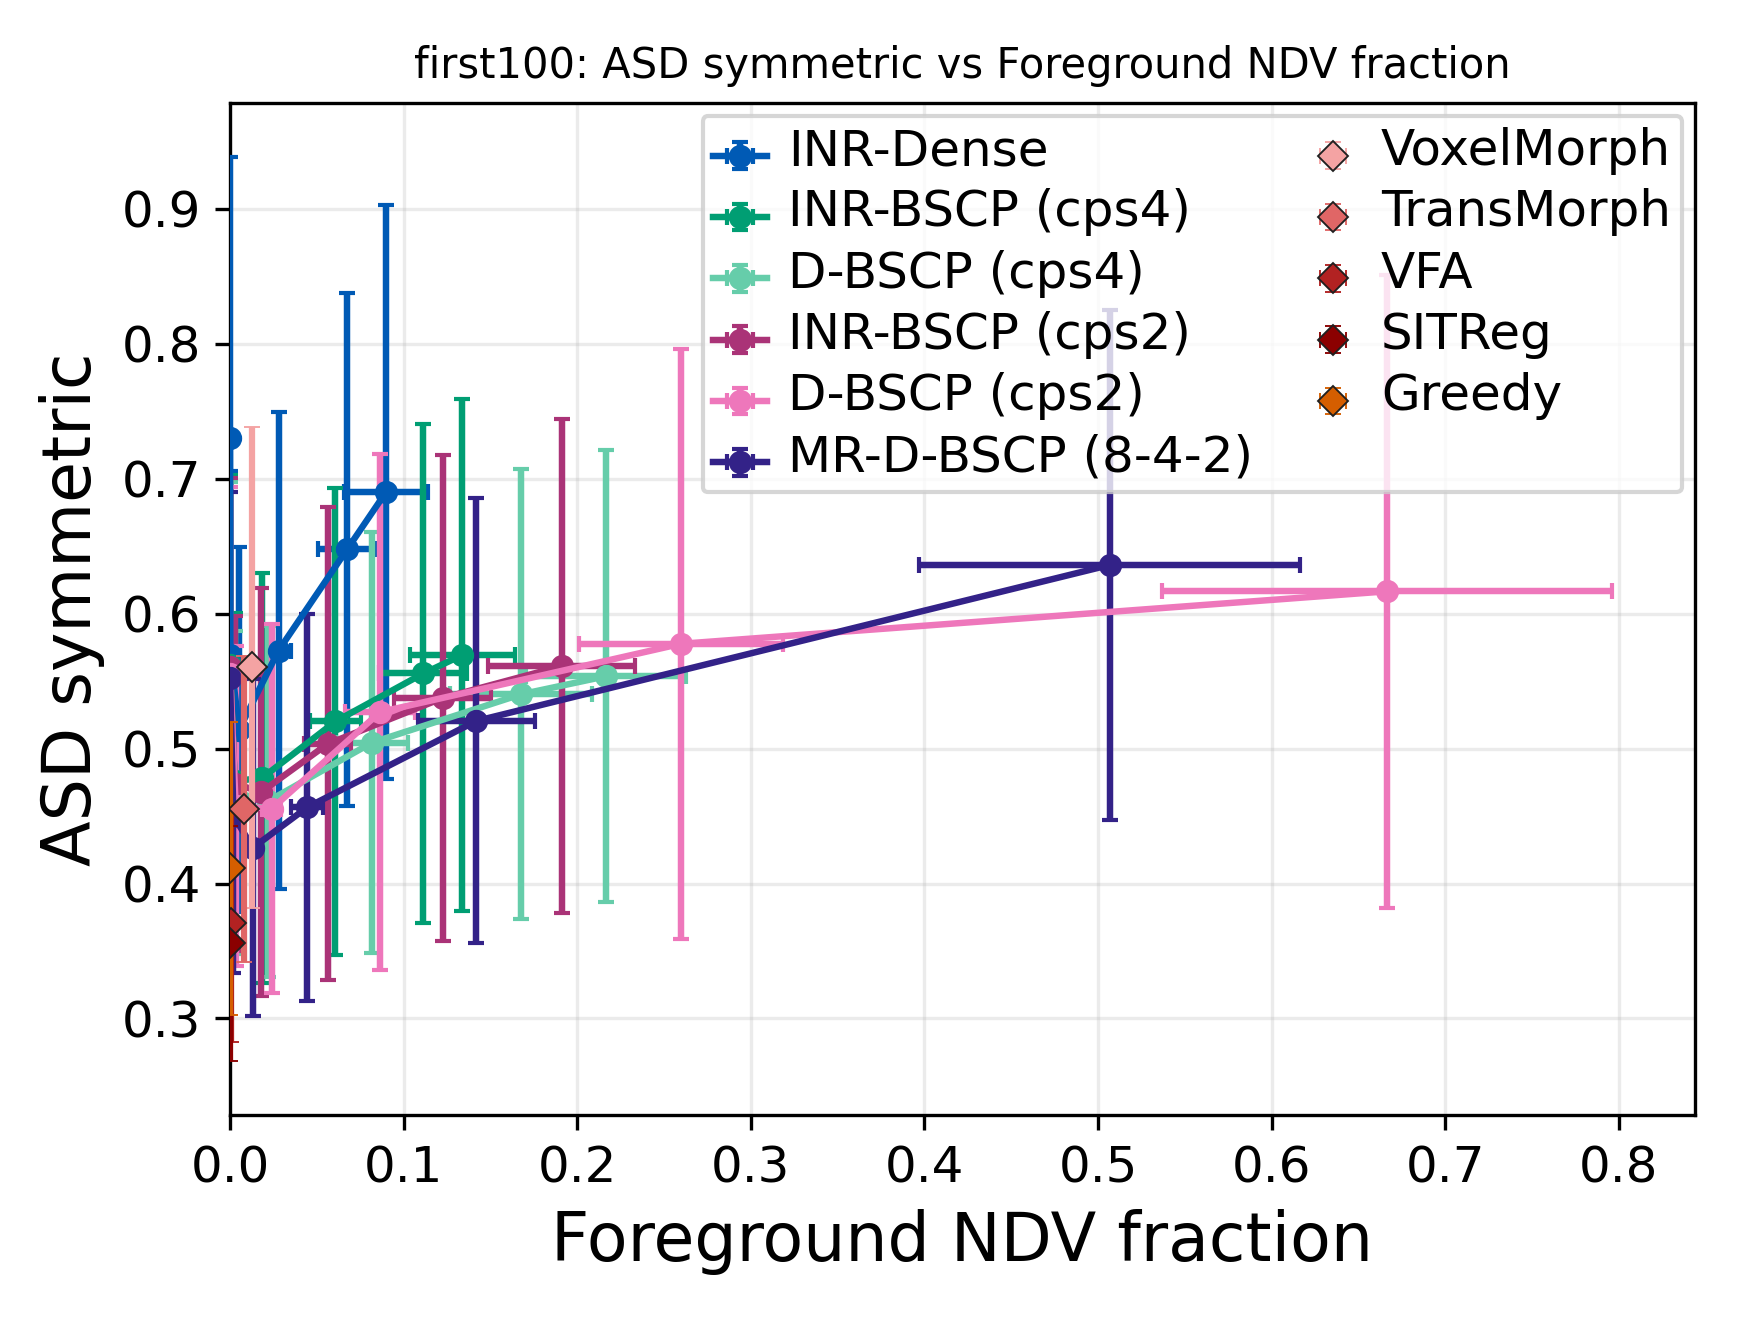 first100: ASD symmetric vs Foreground NDV fraction
ASD symmetric
0.9
0.8
0.7
0.6
0.5
0.4
0.3
INR-Dense
INR-BSCP (cps4)
D-BSCP (cps4)
INR-BSCP (cps2)
D-BSCP (cps2)
MR-D-BSCP (8-4-2)
VoxelMorph
TransMorph
VFA
SITReg
Greedy
0.0 0.1 0.2 0.3 0.4 0.5 0.6 0.7 0.8
Foreground NDV fraction